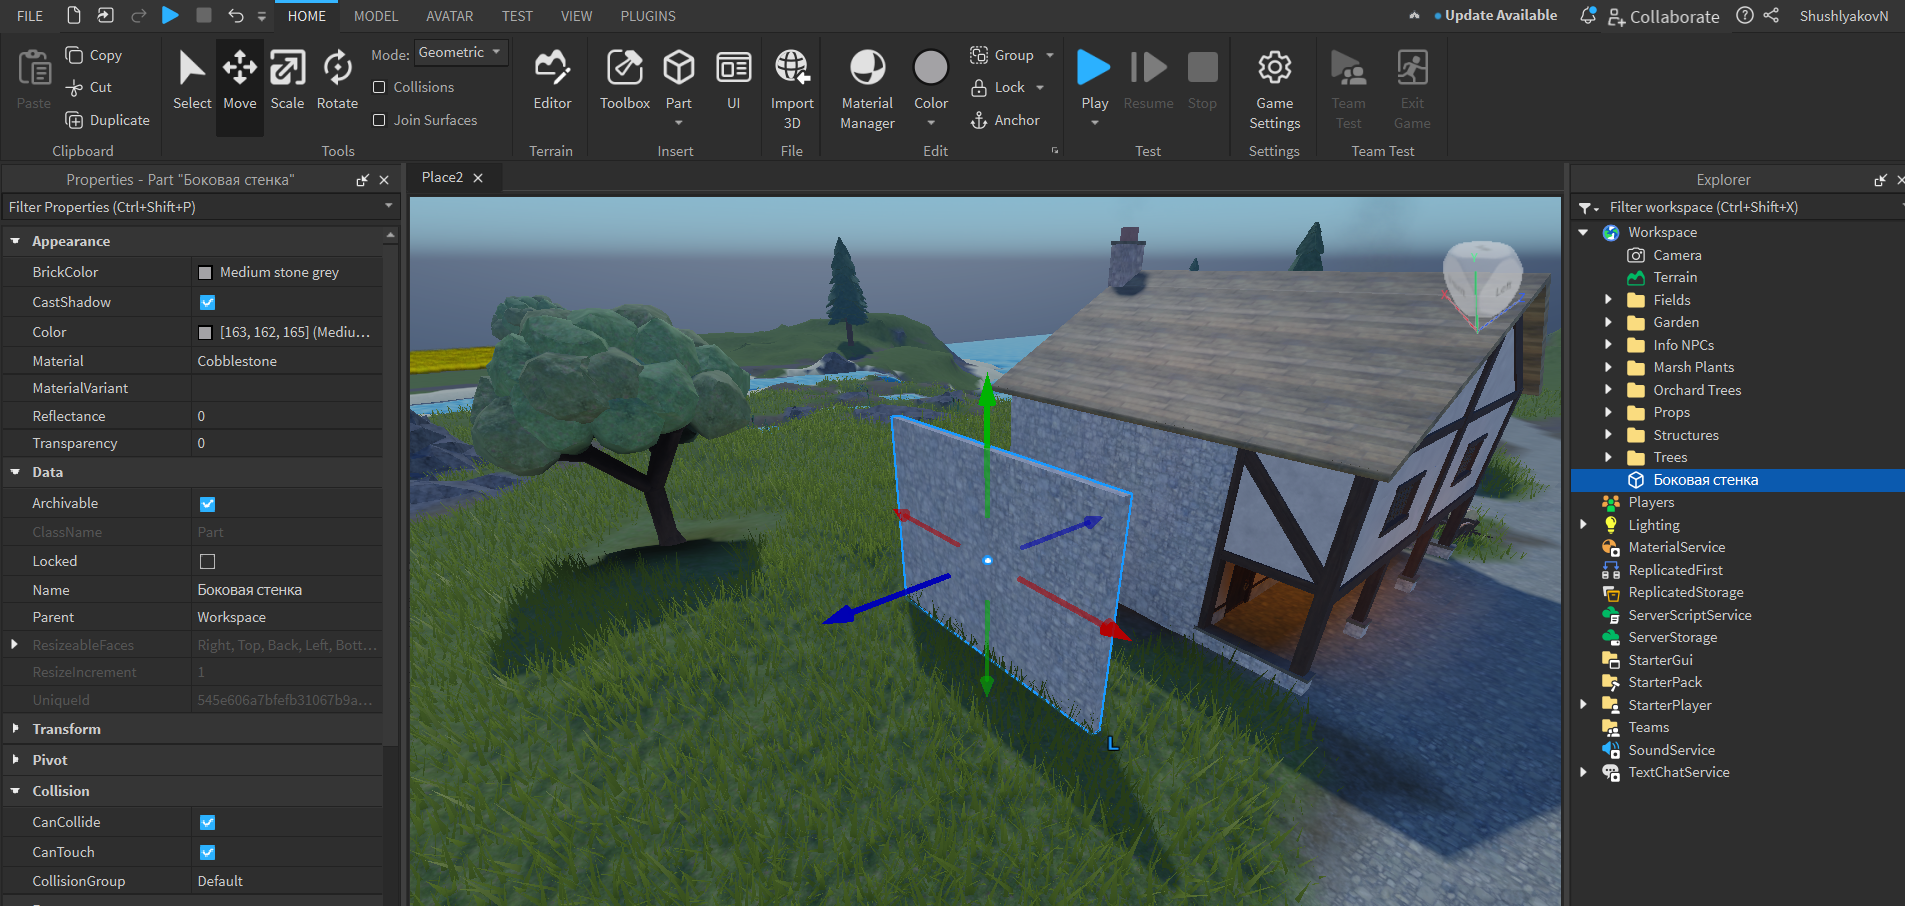 FILE HOME MODEL AVATAR TEST VIEW PLUGINS Update Available Collaborate ShushlyakovN
Paste
Copy
Cut
Duplicate
Clipboard
Select Move Scale Rotate
Mode: Geometric
Collisions
Join Surfaces
Tools
Editor
Terrain
Toolbox Part UI
Insert
Import
3D
File
Material
Manager
Color
Group
Lock
Anchor
Edit
Play Resume Stop
Test
Game
Settings
Settings
Team
Test
Exit
Game
Team Test
Properties - Part "Боковая стенка"
Filter Properties (Ctrl+Shift+P)
Appearance
BrickColor Medium stone grey
CastShadow
Color [163, 162, 165] (Mediu...
Material Cobblestone
MaterialVariant
Reflectance 0
Transparency 0
Data
Archivable
ClassName Part
Locked
Name Боковая стенка
Parent Workspace
ResizeableFaces Right, Top, Back, Left, Bott...
ResizeIncrement 1
UniqueId 545e606a7bfefb31067b9a...
Transform
Pivot
Collision
CanCollide
CanTouch
CollisionGroup Default
Place2
L
Explorer
Filter workspace (Ctrl+Shift+X)
Workspace
Camera
Terrain
Fields
Garden
Info NPCs
Marsh Plants
Orchard Trees
Props
Structures
Trees
Боковая стенка
Players
Lighting
MaterialService
ReplicatedFirst
ReplicatedStorage
ServerScriptService
ServerStorage
StarterGui
StarterPack
StarterPlayer
Teams
SoundService
TextChatService